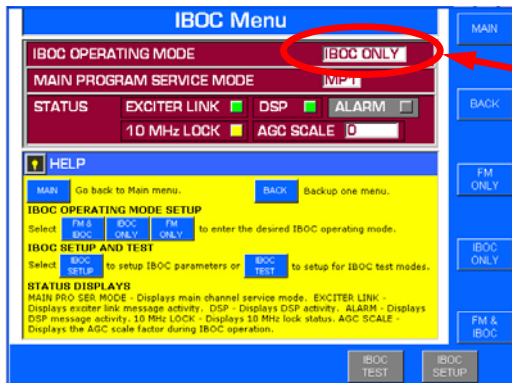 IBOC Menu
MAIN
IBOC OPERATING MODE IBOC ONLY
MAIN PROGRAM SERVICE MODE MP1
STATUS EXCITER LINK DSP ALARM
BACK
10 MHz LOCK AGC SCALE 0
HELP
MAIN Go back to Main menu. BACK Backup one menu.
FM
ONLY
IBOC OPERATING MODE SETUP
Select FM & IBOC IBOC ONLY FM ONLY to enter the desired IBOC operating mode.
IBOC SETUP AND TEST
IBOC
ONLY
Select IBOC SETUP to setup IBOC parameters or IBOC TEST to setup for IBOC test modes.
STATUS DISPLAYS
MAIN PRO SER MODE - Displays main channel service mode. EXCITER LINK -
Displays exciter link message activity. DSP - Displays DSP activity. ALARM - Displays
DSP message activity. 10 MHz LOCK - Displays 10 MHz lock status. AGC SCALE -
Displays the AGC scale factor during IBOC operation.
FM &
IBOC
IBOC
TEST
IBOC
SETUP